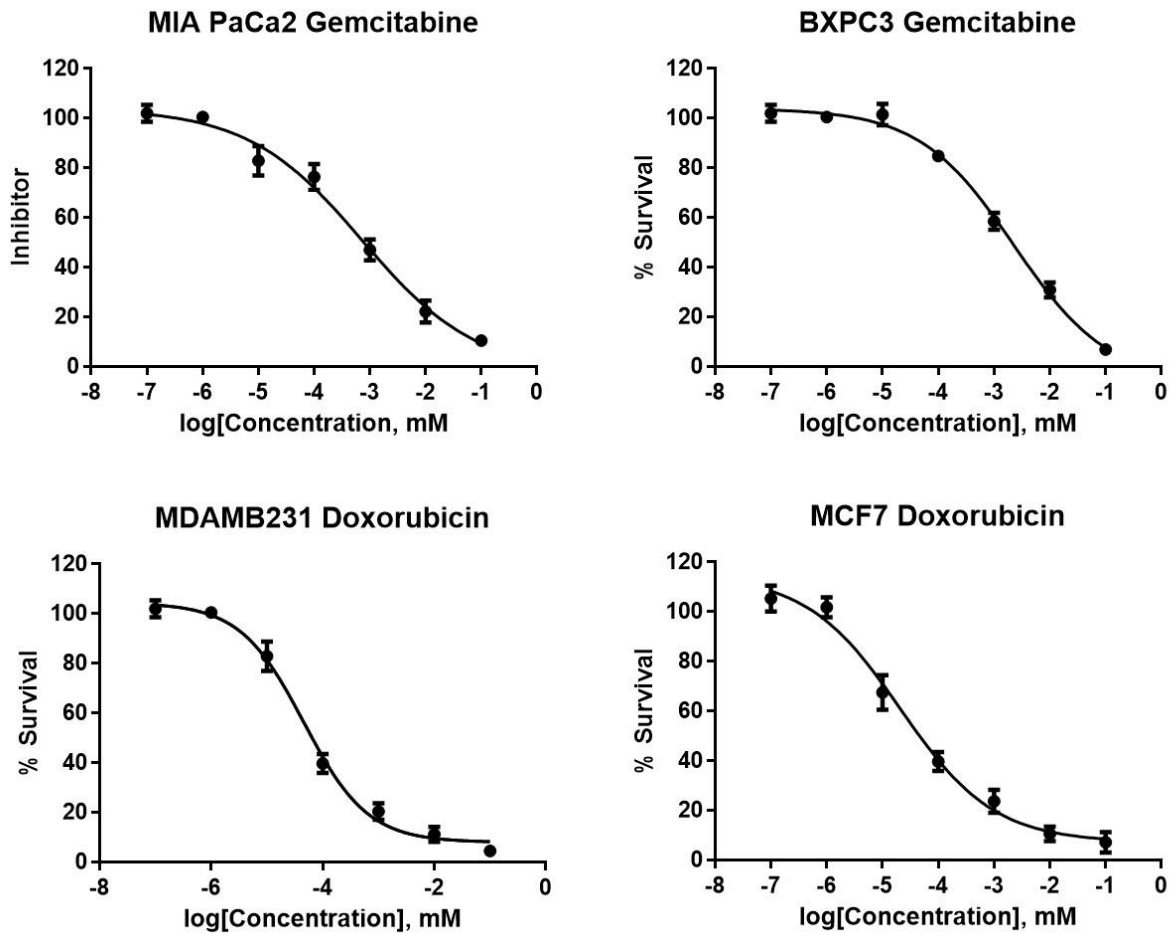 MIA PaCa2 Gemcitabine
120
100
80
60
40
20
0
Inhibitor
-8 -7 -6 -5 -4 -3 -2 -1 0
log[Concentration, mM
BXPC3 Gemcitabine
120
100
80
60
40
20
0
% Survival
-8 -7 -6 -5 -4 -3 -2 -1 0
log[Concentration], mM
MDAMB231 Doxorubicin
120
100
80
60
40
20
0
% Survival
-8 -6 -4 -2 0
log[Concentration], mM
MCF7 Doxorubicin
120
100
80
60
40
20
0
% Survival
-8 -7 -6 -5 -4 -3 -2 -1 0
log[Concentration], mM